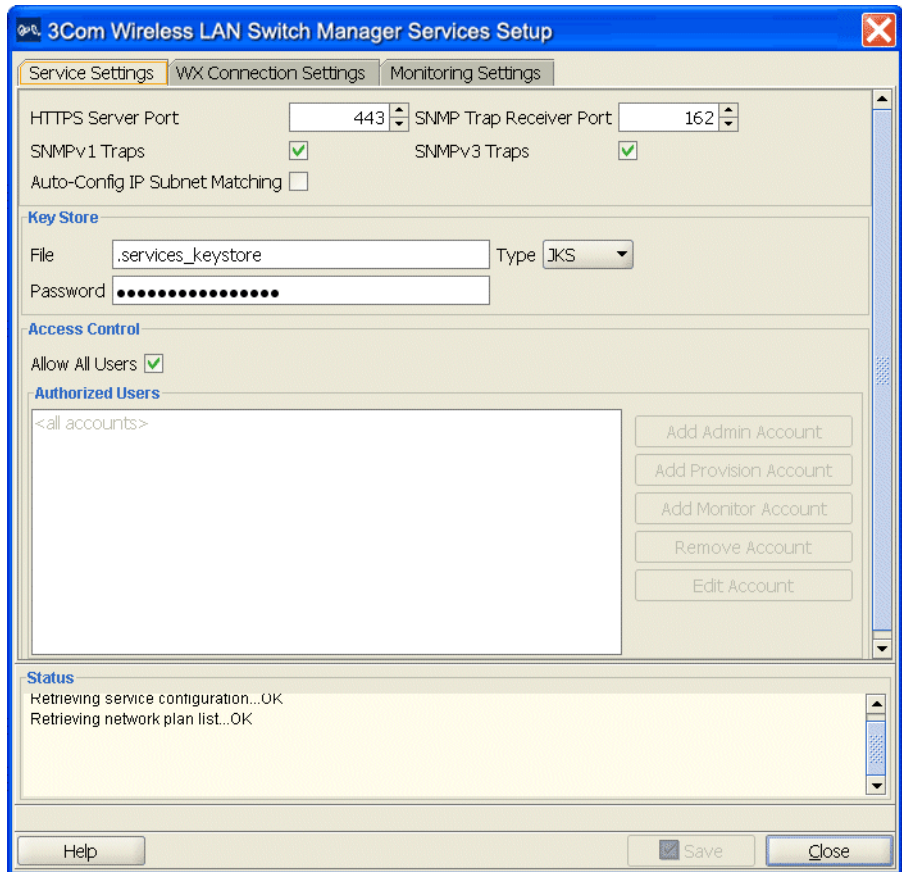 3Com Wireless LAN Switch Manager Services Setup
Service Settings WX Connection Settings Monitoring Settings
HTTPS Server Port 443 SNMP Trap Receiver Port 162
SNMPv1 Traps SNMPv3 Traps
Auto-Config IP Subnet Matching
Key Store
File .services_keystore Type JKS
Password ●●●●●●●●●●●●●●●●
Access Control
Allow All Users
Authorized Users
<all accounts>
Add Admin Account
Add Provision Account
Add Monitor Account
Remove Account
Edit Account
Status
Retrieving service configuration...OK
Retrieving network plan list...OK
Help Save Close